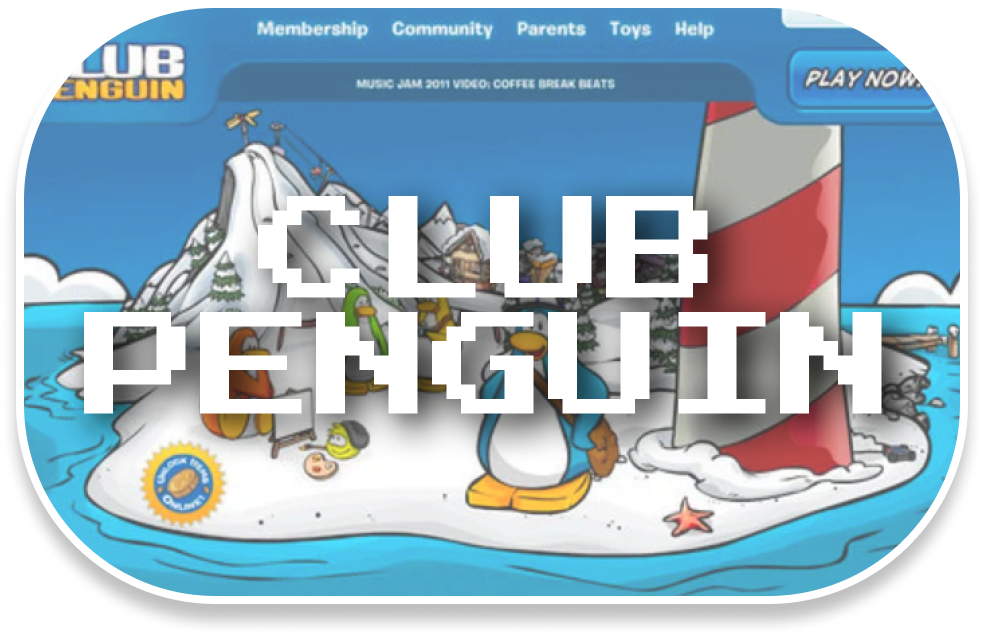 Membership Community Parents Toys Help
CLUB
PENGUIN
PLAY NOW!
MUSIC JAM 2011 VIDEO: COFFEE BREAK BEATS
CLUB
PENGUIN
UNLOCK ITEMS
ONLINE!